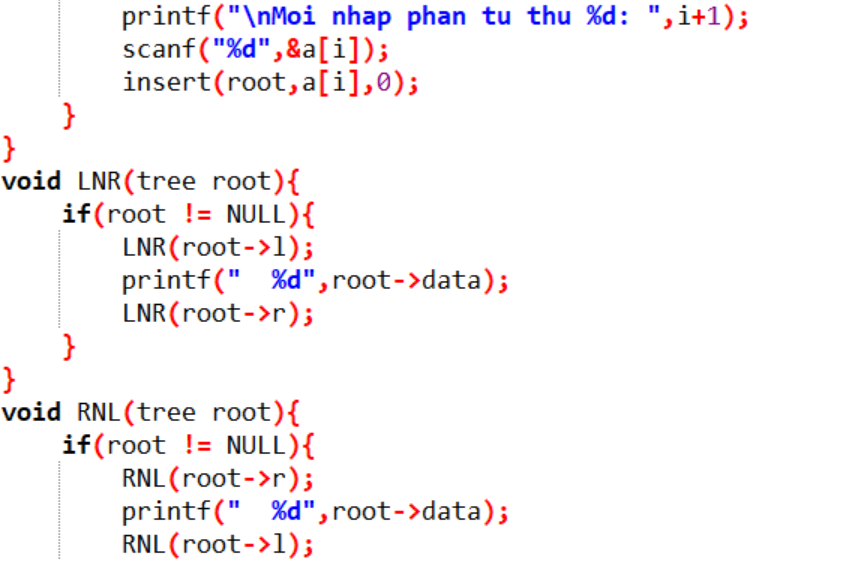 printf("\nMoi nhap phan tu thu %d: ",i+1);
scanf("%d",&a[i]);
insert(root,a[i],0);
}
}
void LNR(tree root){
if(root != NULL){
LNR(root->l);
printf("  %d",root->data);
LNR(root->r);
}
}
void RNL(tree root){
if(root != NULL){
RNL(root->r);
printf("  %d",root->data);
RNL(root->l);